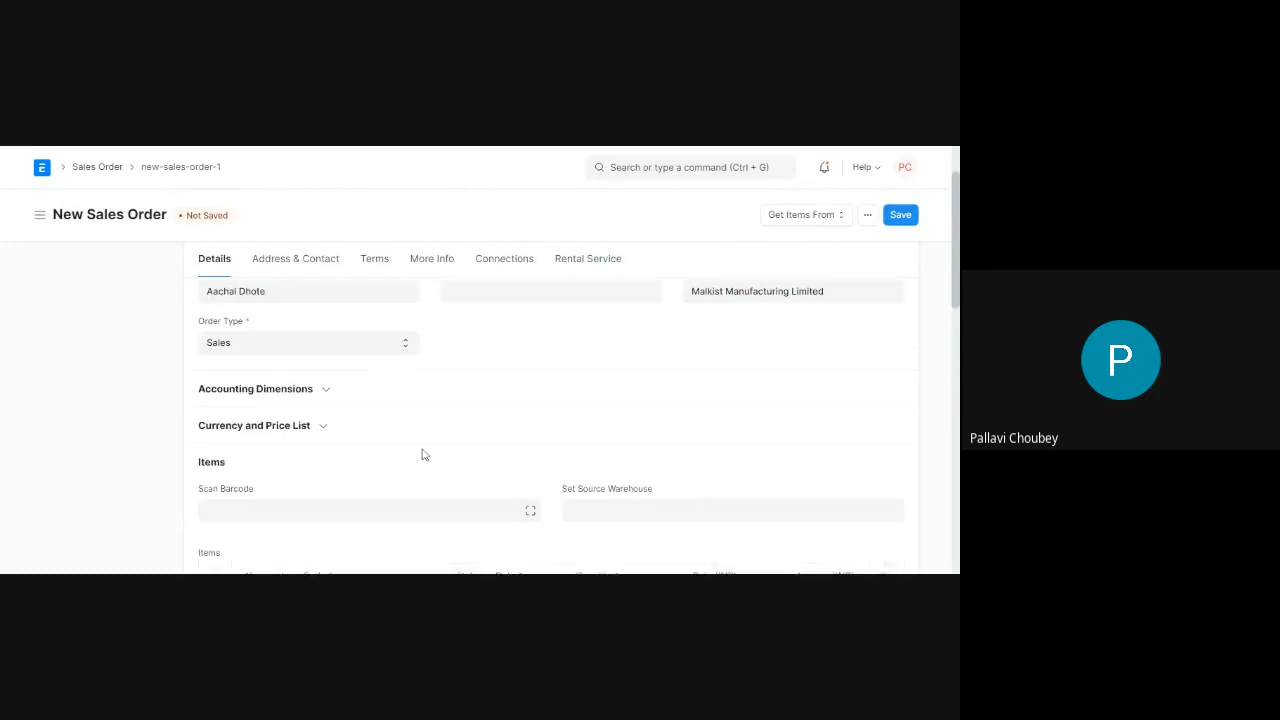 E > Sales Order > new-sales-order-1 Search or type a command (Ctrl + G) Help PC
New Sales Order • Not Saved Get Items From ... Save
Details Address & Contact Terms More Info Connections Rental Service
Aachal Dhote Malkist Manufacturing Limited
Order Type *
Sales
Accounting Dimensions
Currency and Price List
Items
Scan Barcode Set Source Warehouse
Items
P
Pallavi Choubey